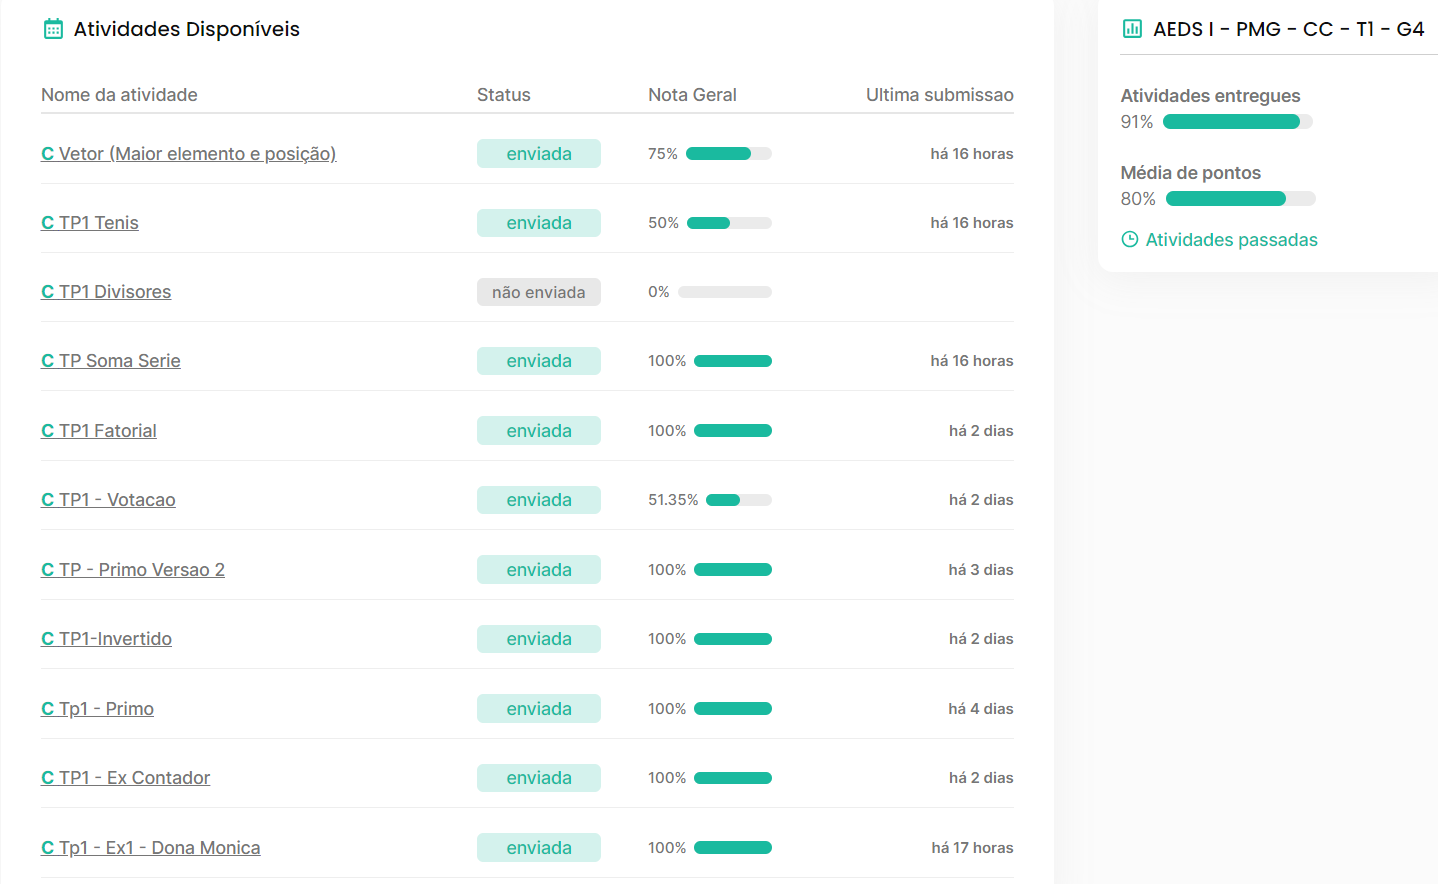 Atividades Disponíveis
Nome da atividade Status Nota Geral Ultima submissao
C Vetor (Maior elemento e posição) enviada 75% há 16 horas
C TP1 Tenis enviada 50% há 16 horas
C TP1 Divisores não enviada 0%
C TP Soma Serie enviada 100% há 16 horas
C TP1 Fatorial enviada 100% há 2 dias
C TP1 - Votacao enviada 51.35% há 2 dias
C TP - Primo Versao 2 enviada 100% há 3 dias
C TP1-Invertido enviada 100% há 2 dias
C Tp1 - Primo enviada 100% há 4 dias
C TP1 - Ex Contador enviada 100% há 2 dias
C Tp1 - Ex1 - Dona Monica enviada 100% há 17 horas
AEDS I - PMG - CC - T1 - G4
Atividades entregues
91%
Média de pontos
80%
Atividades passadas